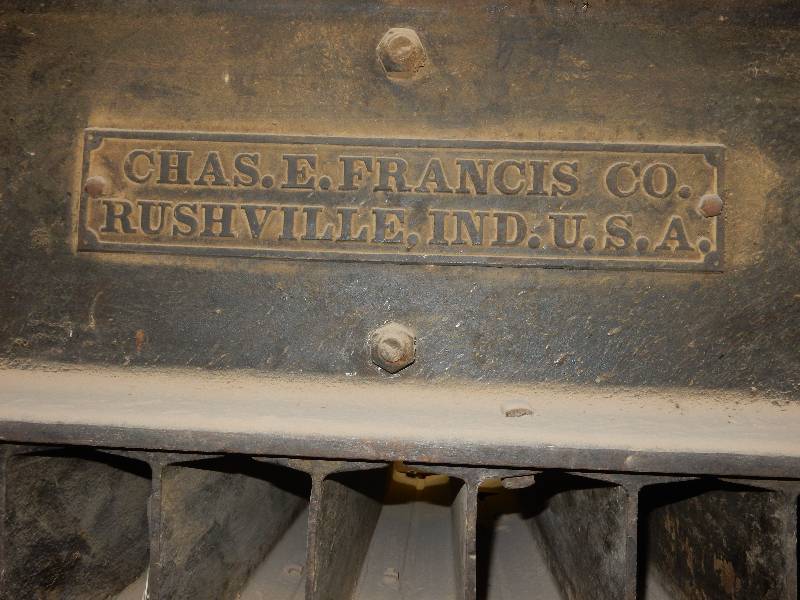 CHAS. E. FRANCIS CO.
RUSHVILLE, IND. U.S.A.